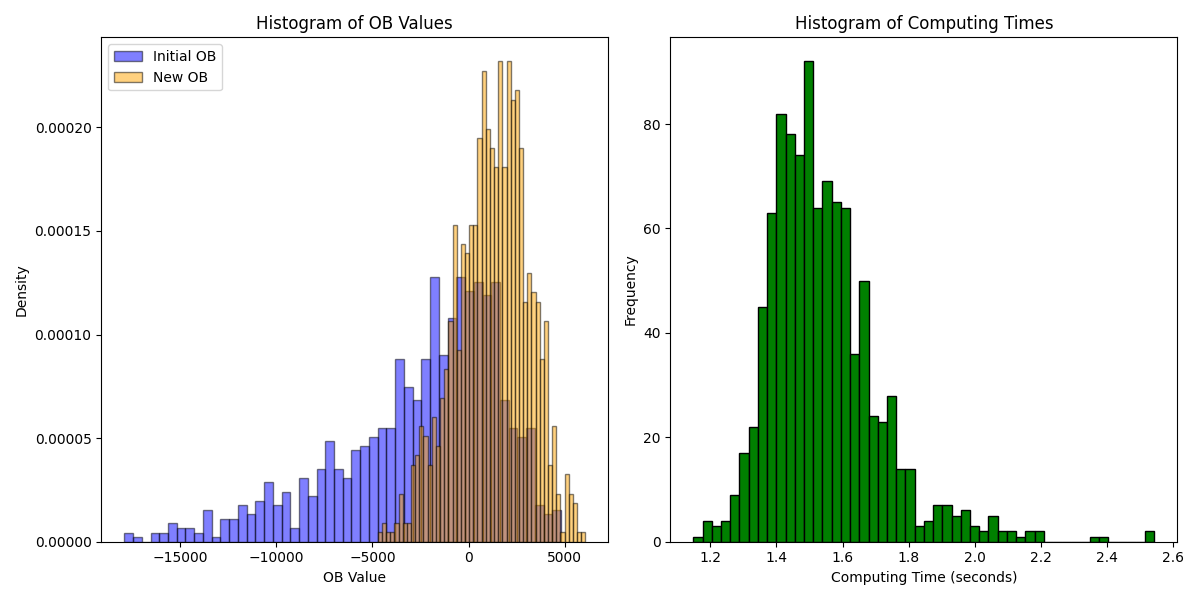 Histogram of OB Values
Initial OB
New OB
Density
0.00020
0.00015
0.00010
0.00005
0.00000
−15000 −10000 −5000 0 5000
OB Value
Histogram of Computing Times
Frequency
80
60
40
20
0
1.2 1.4 1.6 1.8 2.0 2.2 2.4 2.6
Computing Time (seconds)